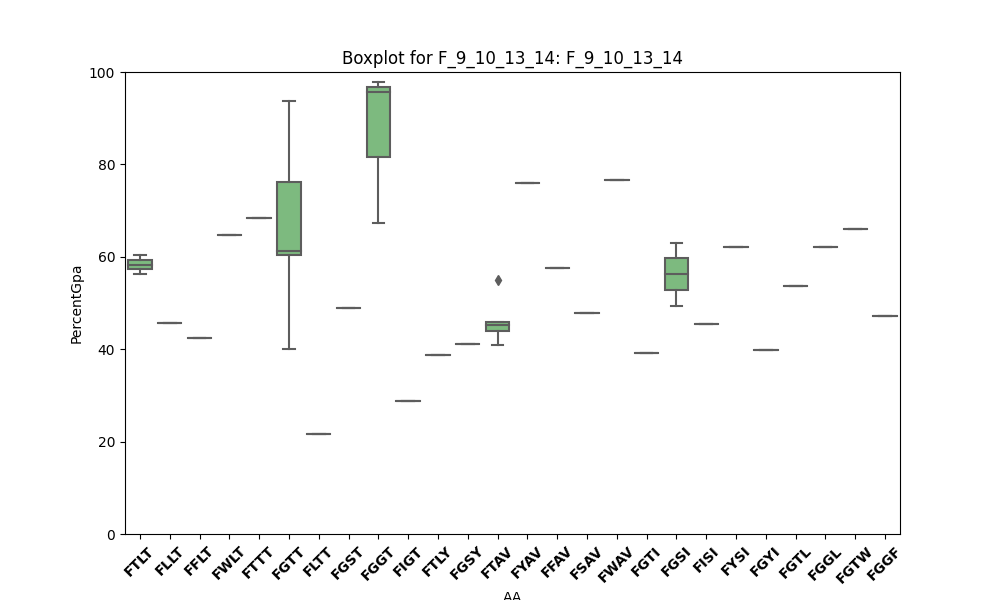 Boxplot for F_9_10_13_14: F_9_10_13_14
100
80
60
40
20
0
PercentGpa
FTLT FLLT FFLT FWLT FTTT FGTT FLTT FGST FGGT FIGT FTLY FGSY FTAV FYAV FFAV FSAV FWAV FGTI FGSI FISI FYSI FGYI FGTL FGGL FGTW FGGF
AA